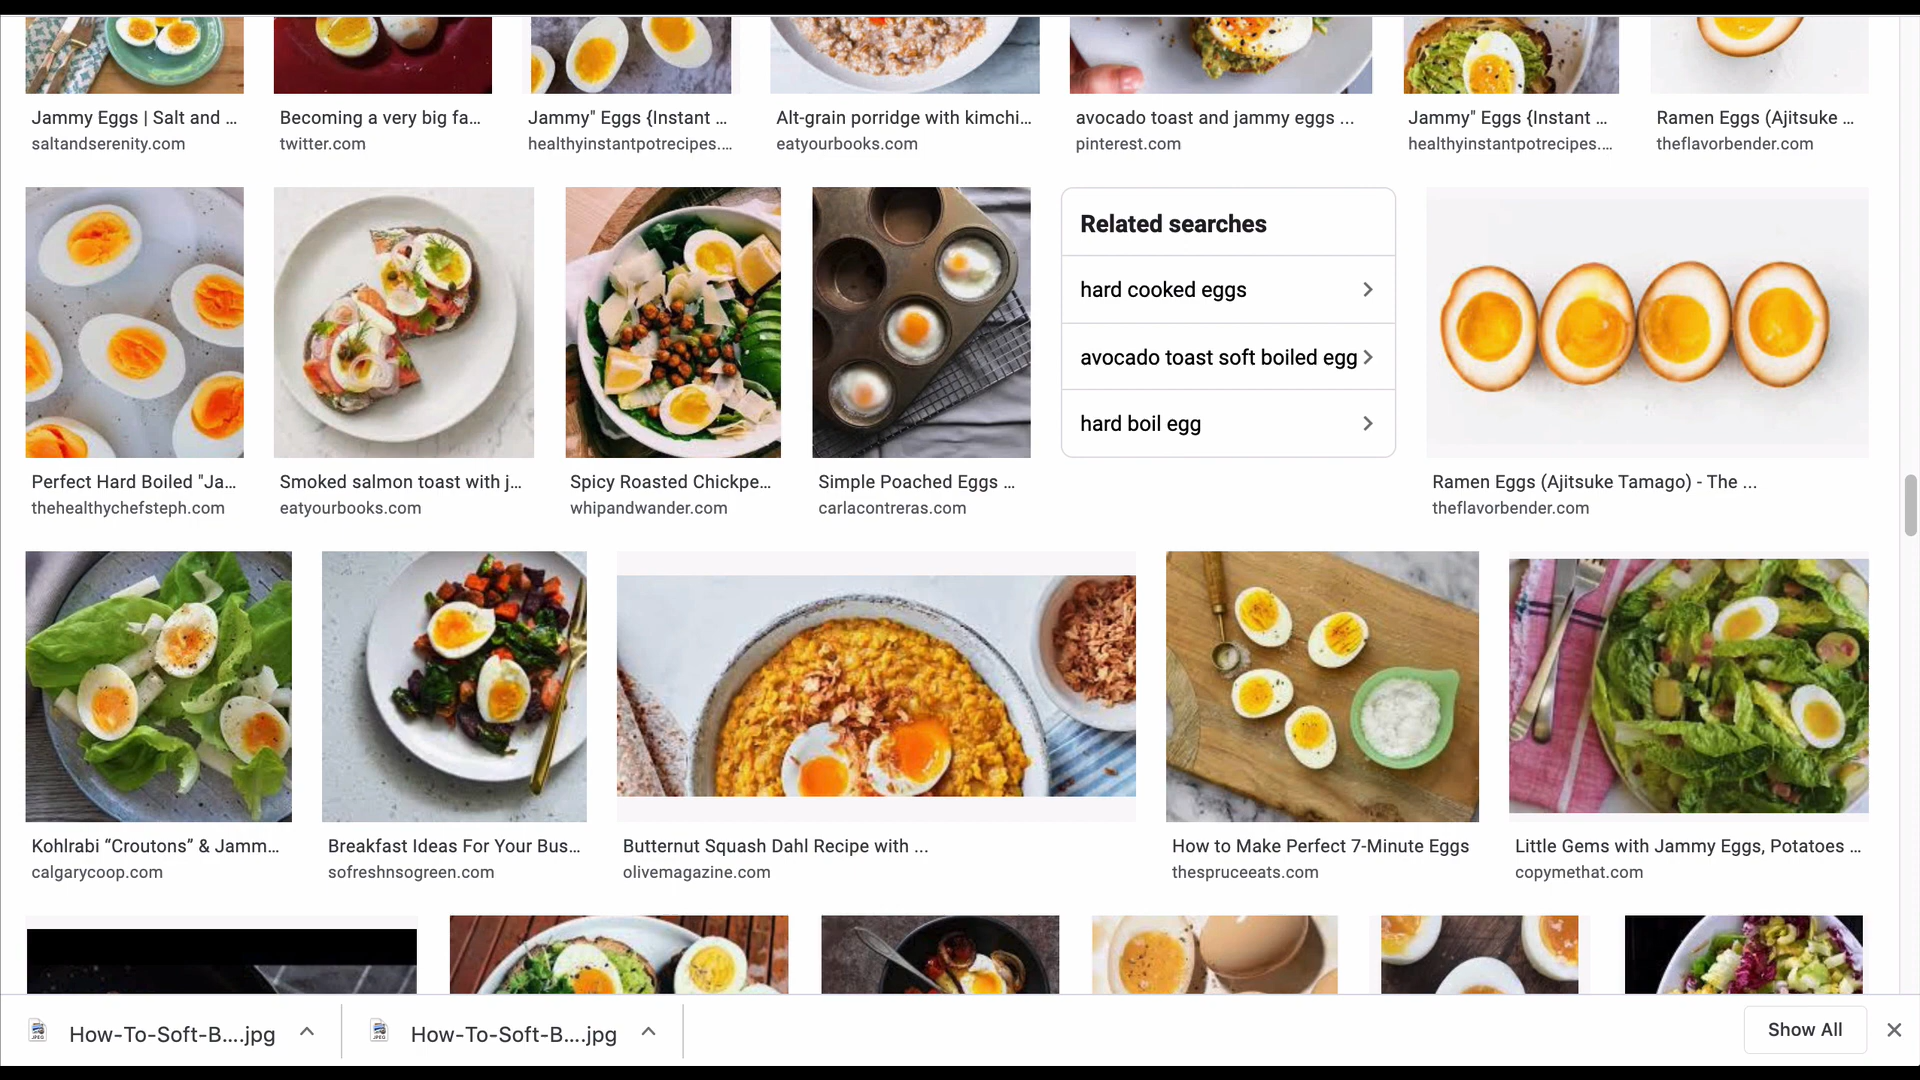 Jammy Eggs | Salt and ...
saltandserenity.com
Becoming a very big fa...
twitter.com
Jammy" Eggs {Instant ...
healthyinstantpotrecipes....
Alt-grain porridge with kimchi...
eatyourbooks.com
avocado toast and jammy eggs ...
pinterest.com
Jammy" Eggs {Instant ...
healthyinstantpotrecipes....
Ramen Eggs (Ajitsuke ...
theflavorbender.com
Perfect Hard Boiled "Ja...
thehealthychefsteph.com
Smoked salmon toast with j...
eatyourbooks.com
Spicy Roasted Chickpe...
whipandwander.com
Simple Poached Eggs ...
carlacontreras.com
Related searches
hard cooked eggs
avocado toast soft boiled egg
hard boil egg
Ramen Eggs (Ajitsuke Tamago) - The ...
theflavorbender.com
Kohlrabi “Croutons” & Jamm...
calgarycoop.com
Breakfast Ideas For Your Bus...
sofreshnsogreen.com
Butternut Squash Dahl Recipe with ...
olivemagazine.com
How to Make Perfect 7-Minute Eggs
thespruceeats.com
Little Gems with Jammy Eggs, Potatoes ...
copymethat.com
How-To-Soft-B....jpg
How-To-Soft-B....jpg
Show All